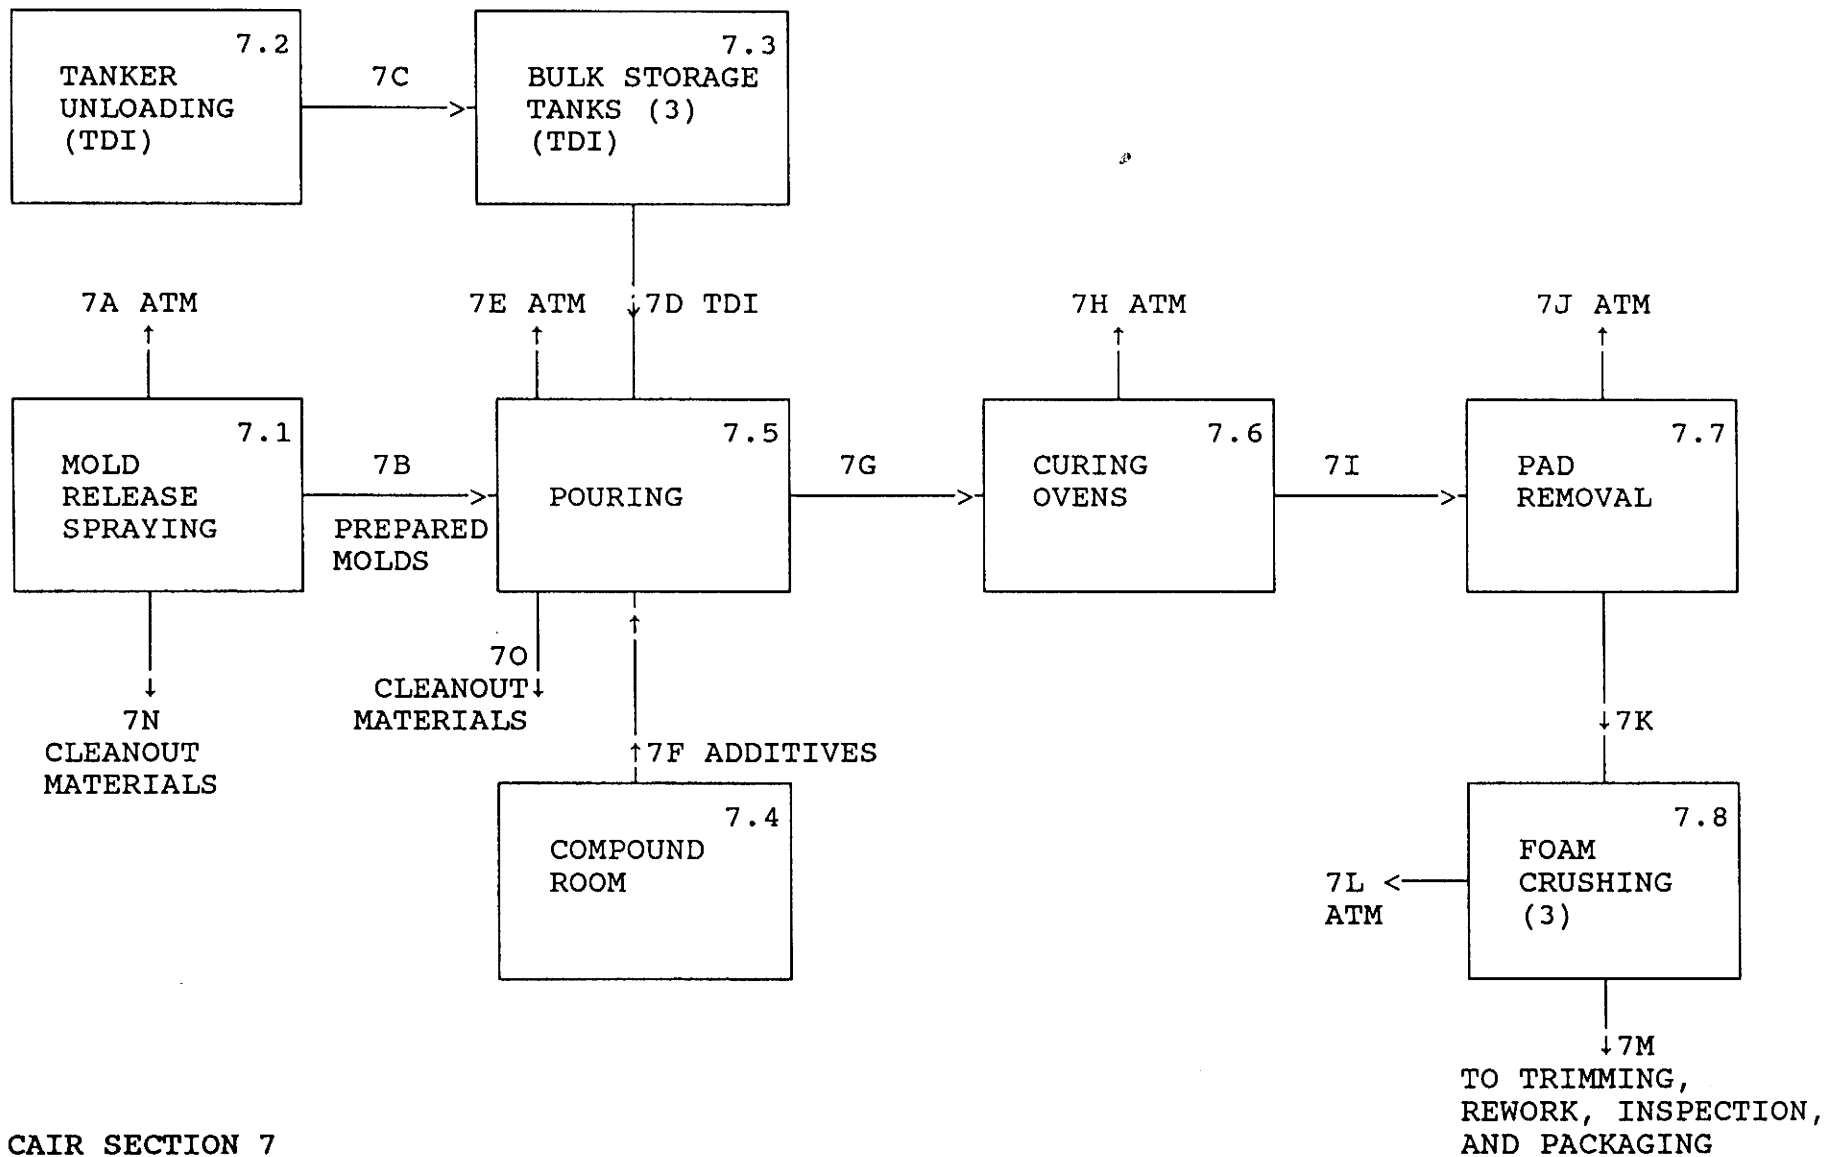 7.2
TANKER
UNLOADING
(TDI)
7C
7.3
BULK STORAGE
TANKS (3)
(TDI)
7A ATM
7E ATM
7D TDI
7H ATM
7J ATM
7.1
MOLD
RELEASE
SPRAYING
7B
PREPARED
MOLDS
7.5
POURING
7G
7.6
CURING
OVENS
7I
7.7
PAD
REMOVAL
7N
CLEANOUT
MATERIALS
7O
CLEANOUT
MATERIALS
7F ADDITIVES
7K
7.4
COMPOUND
ROOM
7.8
FOAM
CRUSHING
(3)
7L
ATM
7M
TO TRIMMING,
REWORK, INSPECTION,
AND PACKAGING
CAIR SECTION 7